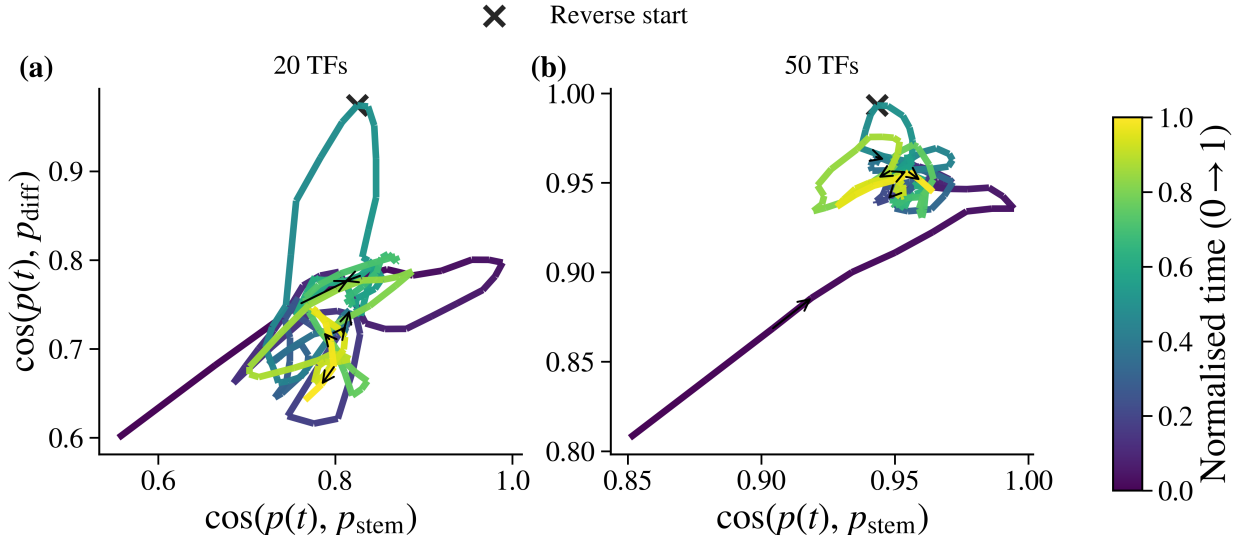 Reverse start
(a) 20 TFs
(b) 50 TFs
cos(p(t), p_diff)
0.9
0.8
0.7
0.6
0.6 0.8 1.0
cos(p(t), p_stem)
1.00
0.95
0.90
0.85
0.80
0.85 0.90 0.95 1.00
cos(p(t), p_stem)
1.0
0.8
0.6
0.4
0.2
0.0
Normalised time (0→1)